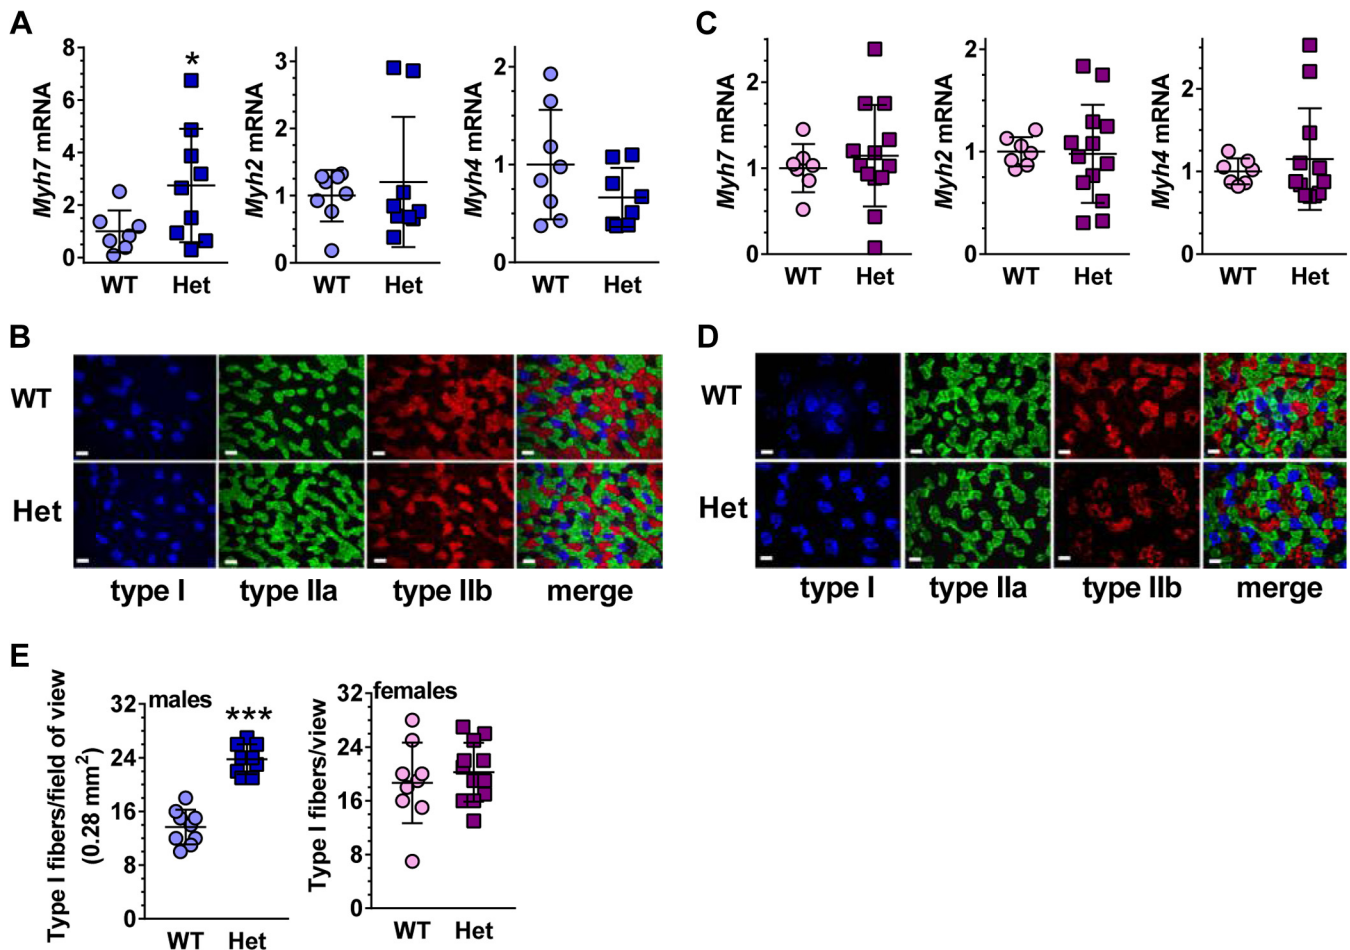 A
Myh7 mRNA
8
6
4
2
0
*
WT
Het
Myh2 mRNA
3
2
1
0
WT
Het
Myh4 mRNA
2
1
0
WT
Het
C
Myh7 mRNA
2
1
0
WT
Het
Myh2 mRNA
2
1
0
WT
Het
Myh4 mRNA
2
1
0
WT
Het
B
WT
Het
type I
type IIa
type IIb
merge
D
WT
Het
type I
type IIa
type IIb
merge
E
Type I fibers/field of view
(0.28 mm²)
32
24
16
8
0
males
***
WT
Het
Type I fibers/view
32
24
16
8
0
females
WT
Het